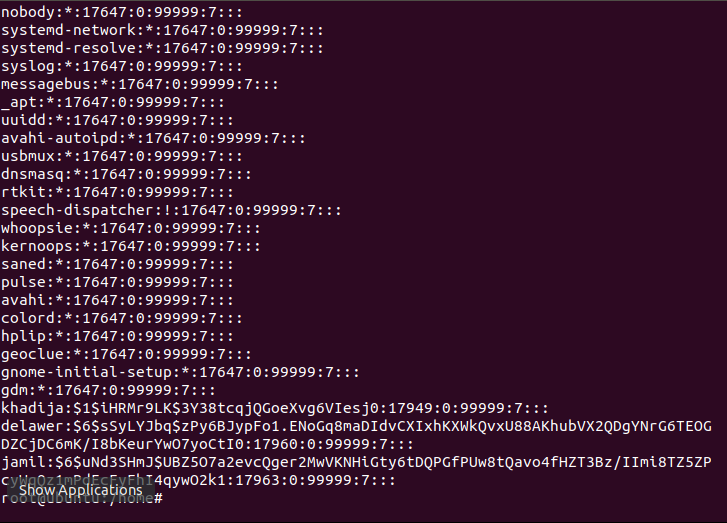 nobody:*:17647:0:99999:7:::
systemd-network:*:17647:0:99999:7:::
systemd-resolve:*:17647:0:99999:7:::
syslog:*:17647:0:99999:7:::
messagebus:*:17647:0:99999:7:::
_apt:*:17647:0:99999:7:::
uuidd:*:17647:0:99999:7:::
avahi-autoipd:*:17647:0:99999:7:::
usbmux:*:17647:0:99999:7:::
dnsmasq:*:17647:0:99999:7:::
rtkit:*:17647:0:99999:7:::
speech-dispatcher:!:17647:0:99999:7:::
whoopsie:*:17647:0:99999:7:::
kernoops:*:17647:0:99999:7:::
saned:*:17647:0:99999:7:::
pulse:*:17647:0:99999:7:::
avahi:*:17647:0:99999:7:::
colord:*:17647:0:99999:7:::
hplip:*:17647:0:99999:7:::
geoclue:*:17647:0:99999:7:::
gnome-initial-setup:*:17647:0:99999:7:::
gdm:*:17647:0:99999:7:::
khadija:$1$iHRMr9LK$3Y38tcqjQGoeXvg6VIesj0:17949:0:99999:7:::
delawer:$6$sSyLYJbq$zPy6BJypFo1.ENoGq8maDIdvCXIxhKXWkQvxU88AKhubVX2QDgYNrG6TEOG
DZCjDC6mK/I8bKeurYwO7yoCtI0:17960:0:99999:7:::
jamil:$6$uNd3SHmJ$UBZ5O7a2evcQger2MwVKNHiGty6tDQPGfPUw8tQavo4fHZT3Bz/IImi8TZ5ZP
I4qywO2k1:17963:0:99999:7:::
Show Applications
root@ubuntu:/home#